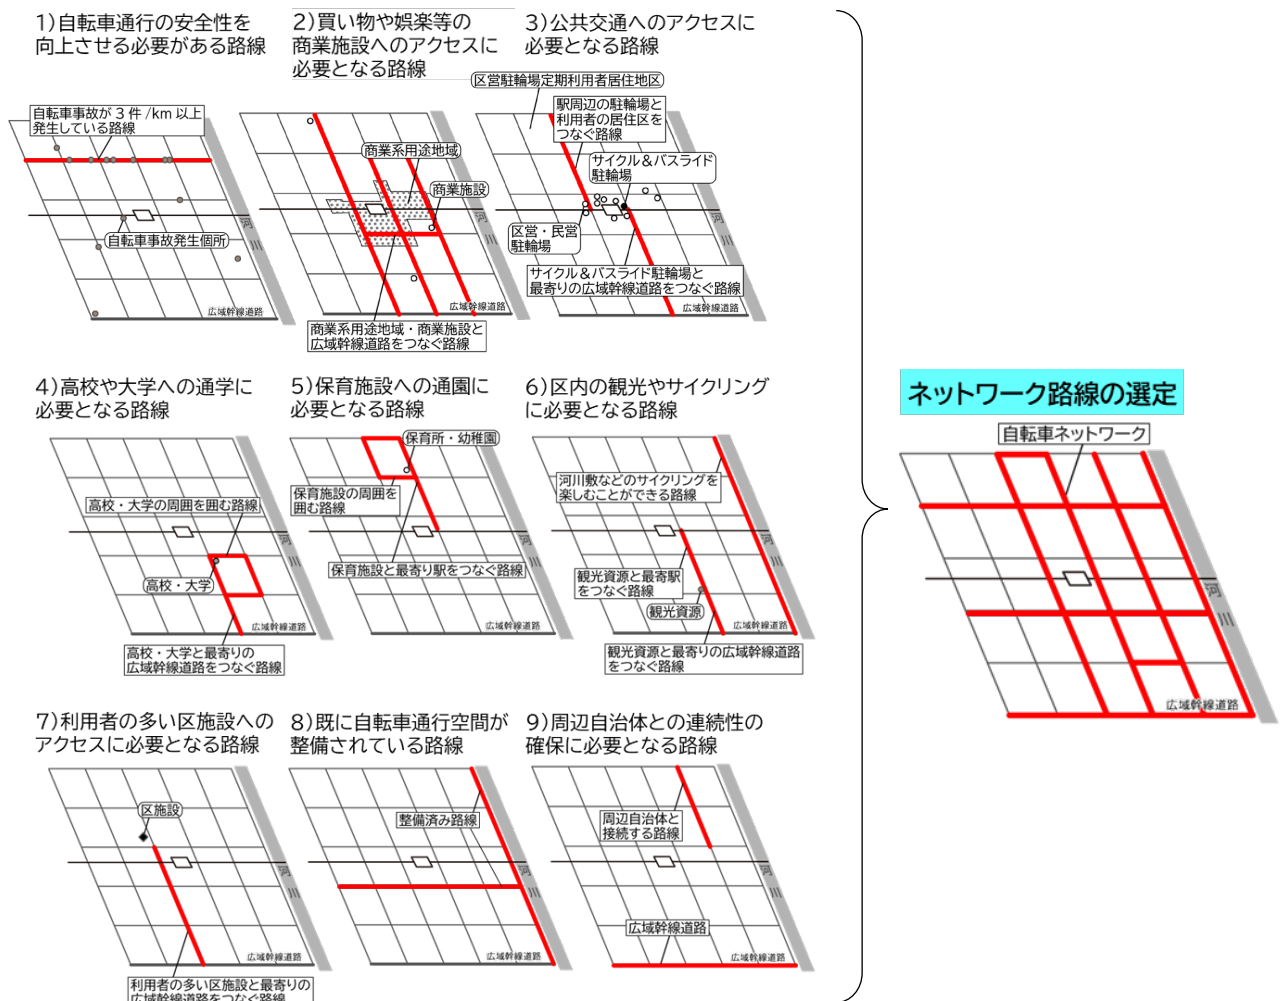 1)自転車通行の安全性を
向上させる必要がある路線
自転車事故が3件/km以上
発生している路線
自転車事故発生個所
河川
広域幹線道路
2)買い物や娯楽等の
商業施設へのアクセスに
必要となる路線
商業系用途地域
商業施設
広域幹線道路
商業系用途地域・商業施設と
広域幹線道路をつなぐ路線
3)公共交通へのアクセスに
必要となる路線
区営駐輪場定期利用者居住地区
駅周辺の駐輪場と
利用者の居住区を
つなぐ路線
サイクル&バスライド
駐輪場
区営・民営
駐輪場
サイクル&バスライド駐輪場と
最寄りの広域幹線道路をつなぐ路線
河川
広域幹線道路
4)高校や大学への通学に
必要となる路線
高校・大学の周囲を囲む路線
高校・大学
河川
広域幹線道路
高校・大学と最寄りの
広域幹線道路をつなぐ路線
5)保育施設への通園に
必要となる路線
保育所・幼稚園
保育施設の周囲を
囲む路線
保育施設と最寄り駅をつなぐ路線
河川
広域幹線道路
6)区内の観光やサイクリング
に必要となる路線
河川敷などのサイクリングを
楽しむことができる路線
観光資源と最寄駅
をつなぐ路線
観光資源
河川
広域幹線道路
観光資源と最寄りの広域幹線道路
をつなぐ路線
7)利用者の多い区施設への
アクセスに必要となる路線
区施設
河川
広域幹線道路
利用者の多い区施設と最寄りの
広域幹線道路をつなぐ路線
8)既に自転車通行空間が
整備されている路線
整備済み路線
河川
広域幹線道路
9)周辺自治体との連続性の
確保に必要となる路線
周辺自治体と
接続する路線
広域幹線道路
河川
広域幹線道路
ネットワーク路線の選定
自転車ネットワーク
河川
広域幹線道路